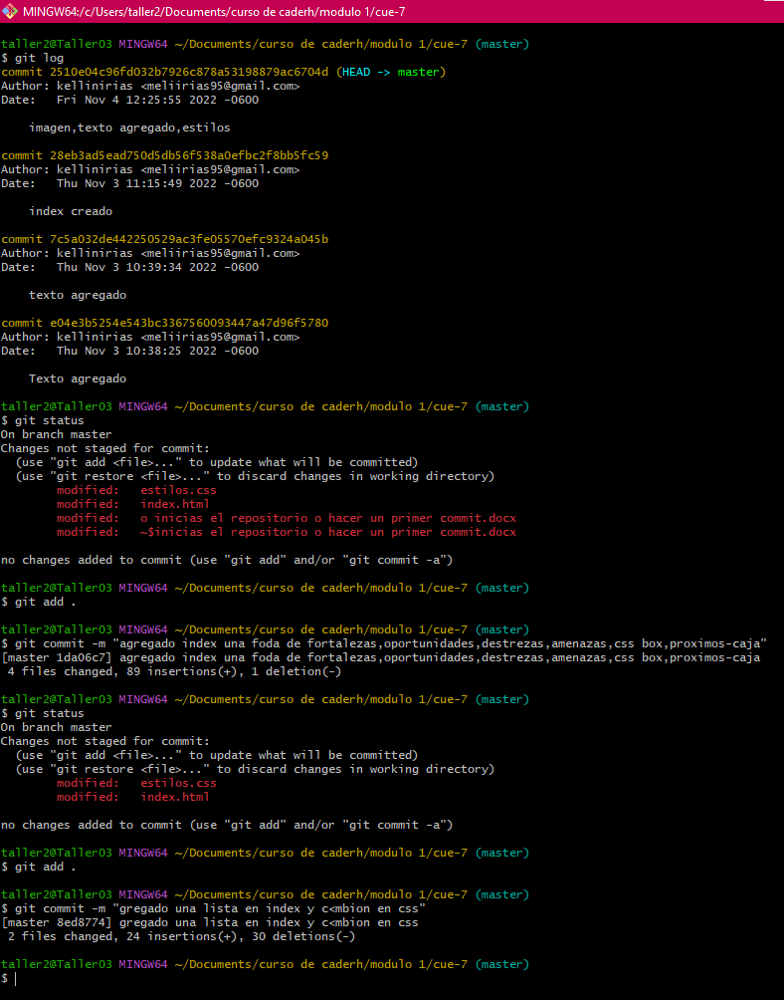 MINGW64:/c/Users/taller2/Documents/curso de caderh/modulo 1/cue-7
taller2@Taller03 MINGW64 ~/Documents/curso de caderh/modulo 1/cue-7 (master)
$ git log
commit 2510e04c96fd032b7926c878a53198879ac6704d (HEAD -> master)
Author: kellinirias <meliirias95@gmail.com>
Date:   Fri Nov 4 12:25:55 2022 -0600
    imagen,texto agregado,estilos
commit 28eb3ad5ead750d5db56f538a0efbc2f8bb5fc59
Author: kellinirias <meliirias95@gmail.com>
Date:   Thu Nov 3 11:15:49 2022 -0600
    index creado
commit 7c5a032de442250529ac3fe05570efc9324a045b
Author: kellinirias <meliirias95@gmail.com>
Date:   Thu Nov 3 10:39:34 2022 -0600
    texto agregado
commit e04e3b5254e543bc3367560093447a47d96f5780
Author: kellinirias <meliirias95@gmail.com>
Date:   Thu Nov 3 10:38:25 2022 -0600
    Texto agregado
taller2@Taller03 MINGW64 ~/Documents/curso de caderh/modulo 1/cue-7 (master)
$ git status
On branch master
Changes not staged for commit:
  (use "git add <file>..." to update what will be committed)
  (use "git restore <file>..." to discard changes in working directory)
        modified:   estilos.css
        modified:   index.html
        modified:   o inicias el repositorio o hacer un primer commit.docx
        modified:   ~$inicias el repositorio o hacer un primer commit.docx
no changes added to commit (use "git add" and/or "git commit -a")
taller2@Taller03 MINGW64 ~/Documents/curso de caderh/modulo 1/cue-7 (master)
$ git add .
taller2@Taller03 MINGW64 ~/Documents/curso de caderh/modulo 1/cue-7 (master)
$ git commit -m "agregado index una foda de fortalezas,oportunidades,destrezas,amenazas,css box,proximos-caja"
[master 1da06c7] agregado index una foda de fortalezas,oportunidades,destrezas,amenazas,css box,proximos-caja
 4 files changed, 89 insertions(+), 1 deletion(-)
taller2@Taller03 MINGW64 ~/Documents/curso de caderh/modulo 1/cue-7 (master)
$ git status
On branch master
Changes not staged for commit:
  (use "git add <file>..." to update what will be committed)
  (use "git restore <file>..." to discard changes in working directory)
        modified:   estilos.css
        modified:   index.html
no changes added to commit (use "git add" and/or "git commit -a")
taller2@Taller03 MINGW64 ~/Documents/curso de caderh/modulo 1/cue-7 (master)
$ git add .
taller2@Taller03 MINGW64 ~/Documents/curso de caderh/modulo 1/cue-7 (master)
$ git commit -m "gregado una lista en index y c<mbion en css"
[master 8ed8774] gregado una lista en index y c<mbion en css
 2 files changed, 24 insertions(+), 30 deletions(-)
taller2@Taller03 MINGW64 ~/Documents/curso de caderh/modulo 1/cue-7 (master)
$